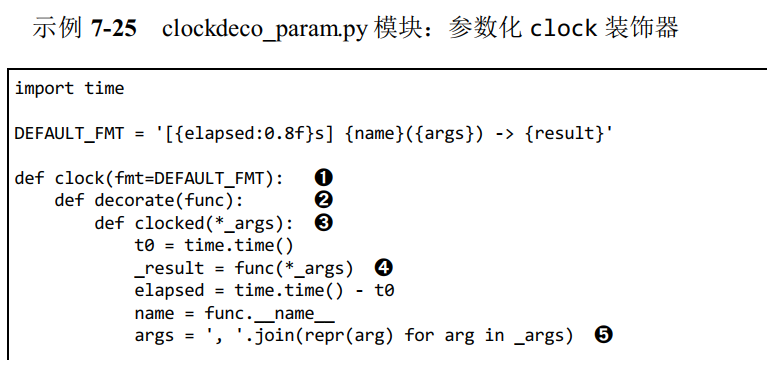 示例 7-25 clockdeco_param.py 模块：参数化 clock 装饰器
import time
DEFAULT_FMT = '[{elapsed:0.8f}s] {name}({args}) -> {result}'
def clock(fmt=DEFAULT_FMT): ❶
    def decorate(func): ❷
        def clocked(*_args): ❸
            t0 = time.time()
            _result = func(*_args) ❹
            elapsed = time.time() - t0
            name = func.__name__
            args = ', '.join(repr(arg) for arg in _args) ❺